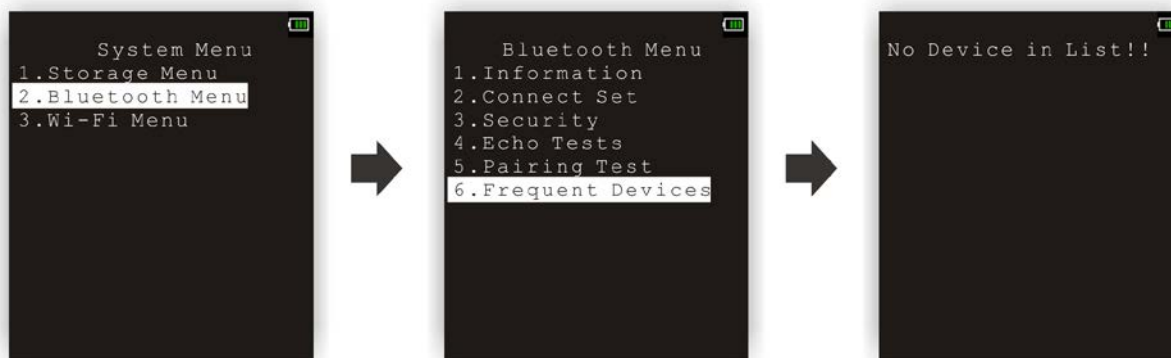 System Menu
1.Storage Menu
2.Bluetooth Menu
3.Wi-Fi Menu
Bluetooth Menu
1.Information
2.Connect Set
3.Security
4.Echo Tests
5.Pairing Test
6.Frequent Devices
No Device in List!!